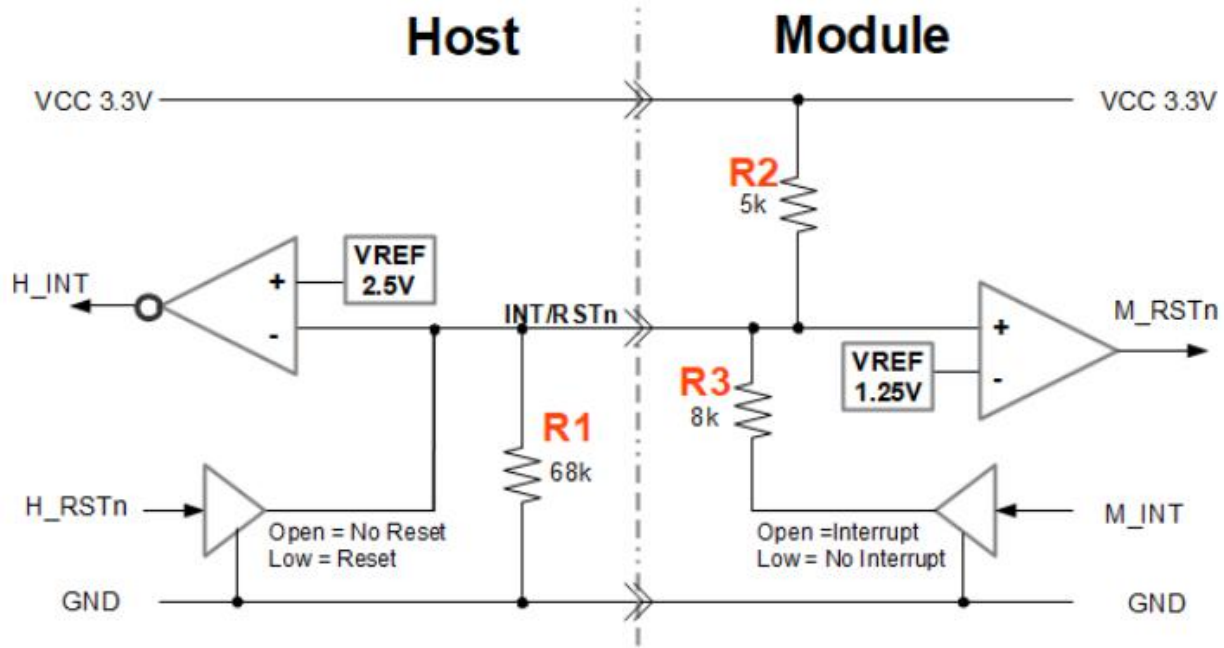 Host
Module
VCC 3.3V
VCC 3.3V
R2
5k
VREF
2.5V
H_INT
+
-
INT/RSTn
+
-
M_RSTn
VREF
1.25V
R3
8k
R1
68k
H_RSTn
Open = No Reset
Low = Reset
Open =Interrupt
Low = No Interrupt
M_INT
GND
GND